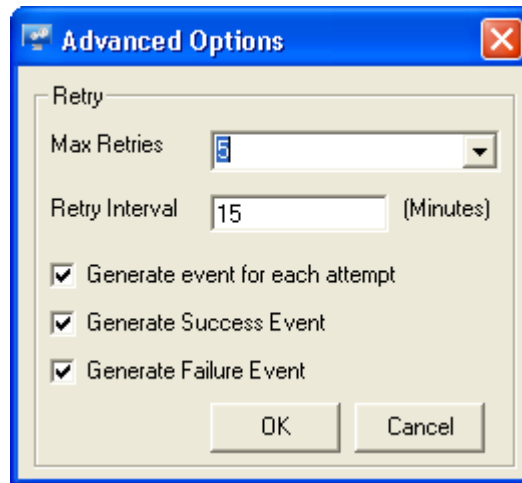 Advanced Options
Retry
Max Retries 5
Retry Interval 15 (Minutes)
Generate event for each attempt
Generate Success Event
Generate Failure Event
OK Cancel